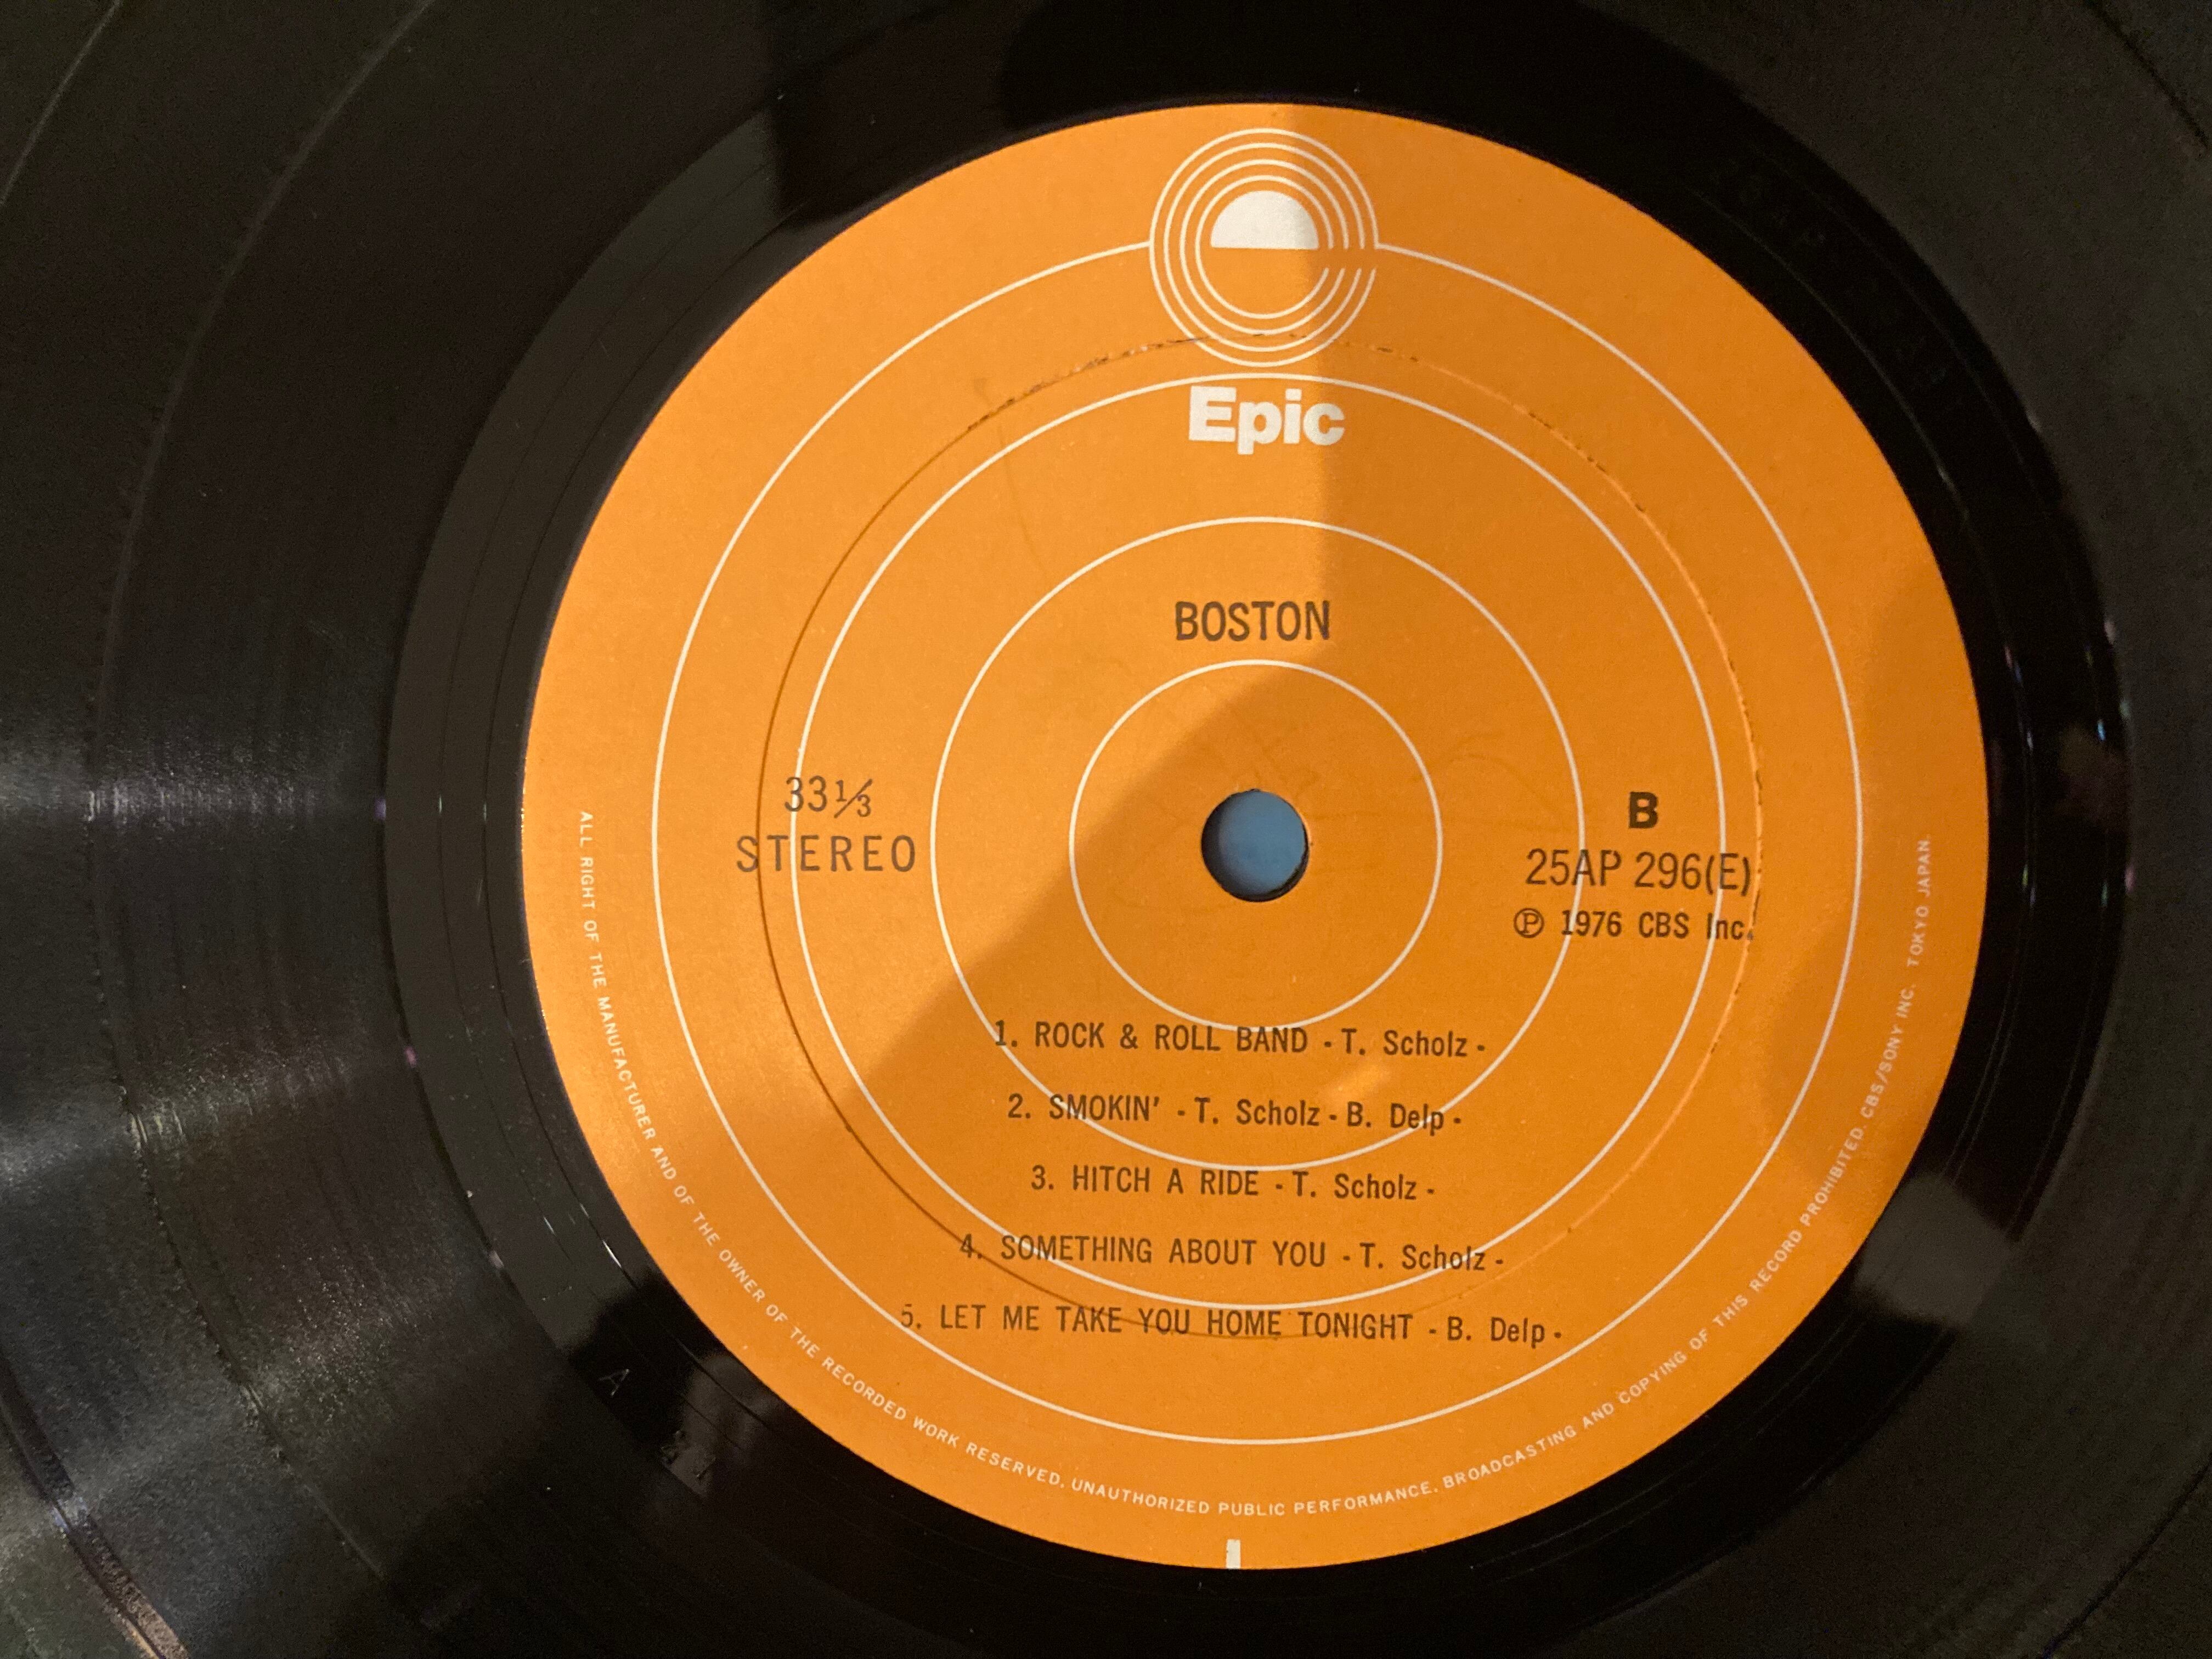 Epic
BOSTON
33⅓
STEREO
B
25AP 296(E)
Ⓟ 1976 CBS Inc.
1. ROCK & ROLL BAND - T. Scholz -
2. SMOKIN' - T. Scholz - B. Delp -
3. HITCH A RIDE - T. Scholz -
4. SOMETHING ABOUT YOU - T. Scholz -
5. LET ME TAKE YOU HOME TONIGHT - B. Delp -
ALL RIGHT OF THE MANUFACTURER AND OF THE OWNER OF THE RECORDED WORK RESERVED. UNAUTHORIZED PUBLIC PERFORMANCE. BROADCASTING AND COPYING OF THIS RECORD PROHIBITED. CBS/SONY INC. TOKYO JAPAN.
A